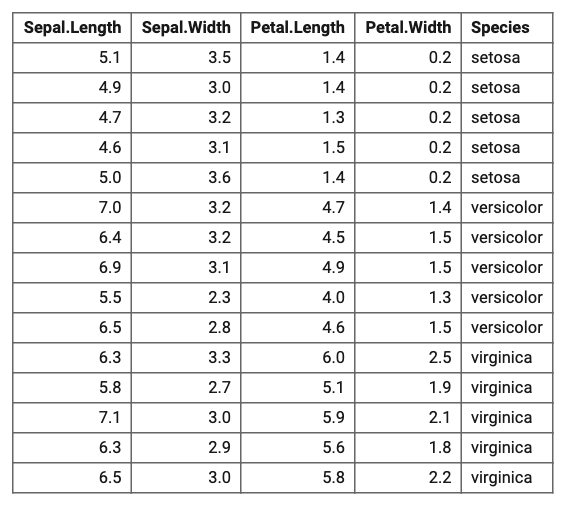 Sepal.Length Sepal.Width Petal.Length Petal.Width Species
5.1 3.5 1.4 0.2 setosa
4.9 3.0 1.4 0.2 setosa
4.7 3.2 1.3 0.2 setosa
4.6 3.1 1.5 0.2 setosa
5.0 3.6 1.4 0.2 setosa
7.0 3.2 4.7 1.4 versicolor
6.4 3.2 4.5 1.5 versicolor
6.9 3.1 4.9 1.5 versicolor
5.5 2.3 4.0 1.3 versicolor
6.5 2.8 4.6 1.5 versicolor
6.3 3.3 6.0 2.5 virginica
5.8 2.7 5.1 1.9 virginica
7.1 3.0 5.9 2.1 virginica
6.3 2.9 5.6 1.8 virginica
6.5 3.0 5.8 2.2 virginica